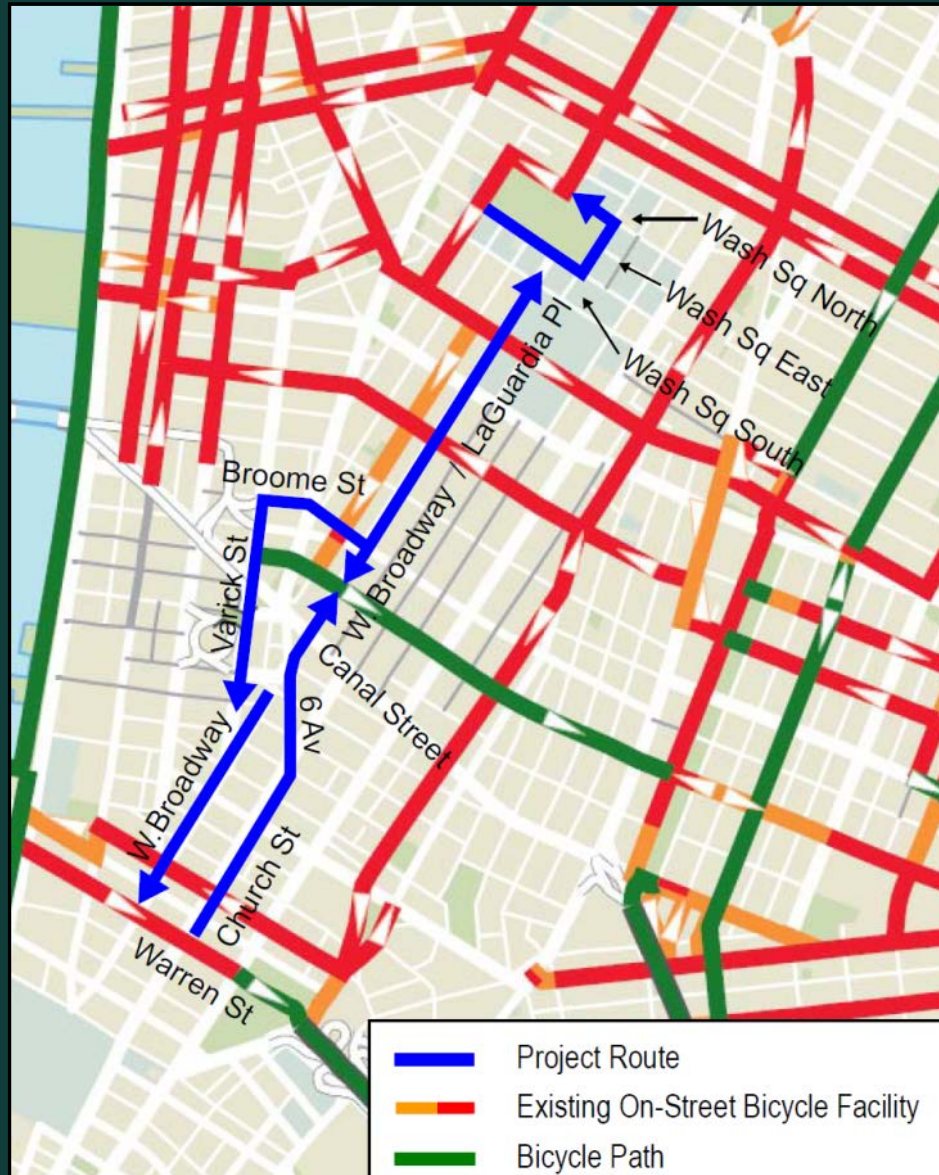 Wash Sq North
Wash Sq East
Wash Sq South
W. Broadway / LaGuardia Pl
Broome St
Varick St
Canal Street
6 Av
W.Broadway
Church St
Warren St
Project Route
Existing On-Street Bicycle Facility
Bicycle Path